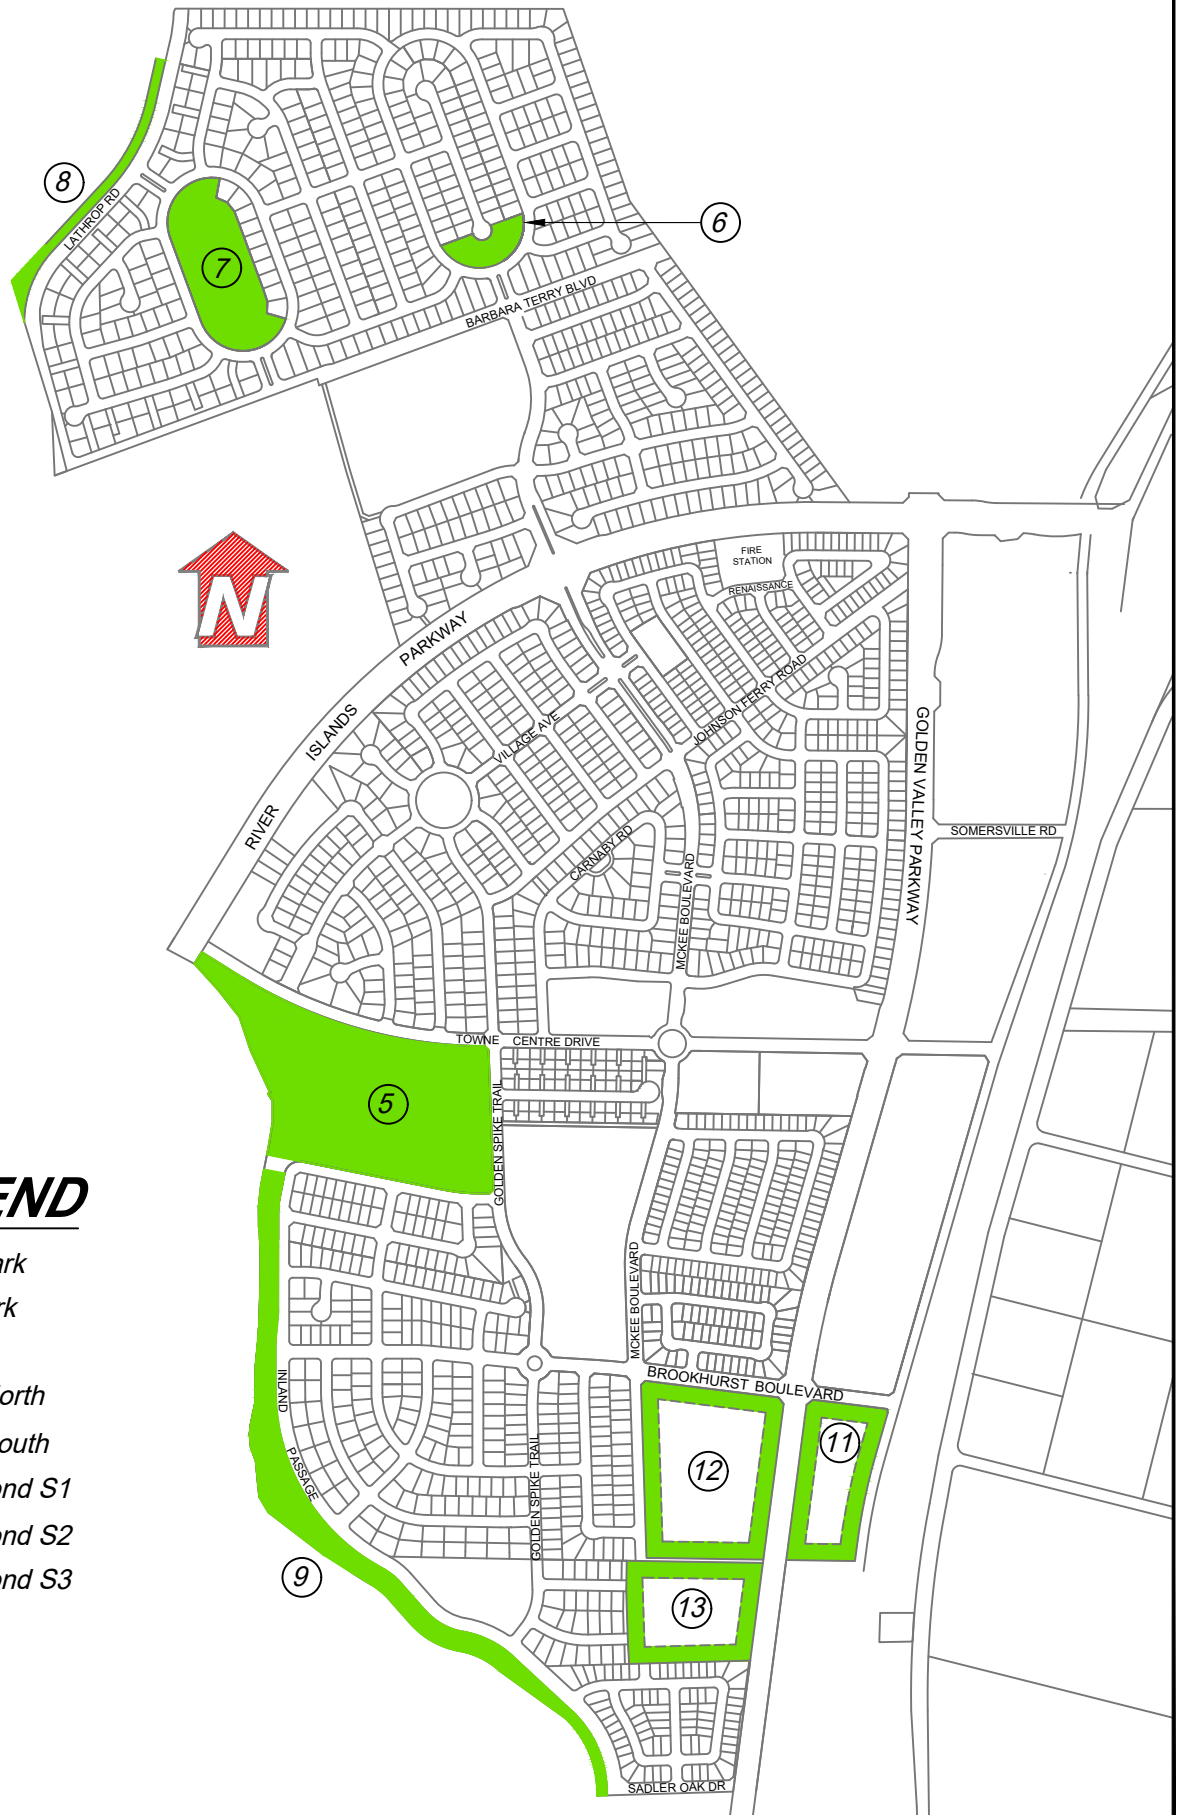 8
LATHROP RD
7
6
BARBARA TERRY BLVD
N
FIRE
STATION
RENAISSANCE
RIVER ISLANDS PARKWAY
VILLAGE AVE
JOHNSON FERRY ROAD
GOLDEN VALLEY PARKWAY
SOMERSVILLE RD
CARNABY RD
MCKEE BOULEVARD
TOWNE CENTRE DRIVE
5
GOLDEN SPIKE TRAIL
END
ark
rk
orth
outh
ond S1
ond S2
ond S3
MCKEE BOULEVARD
BROOKHURST BOULEVARD
INLAND PASSAGE
GOLDEN SPIKE TRAIL
11
12
9
13
SADLER OAK DR